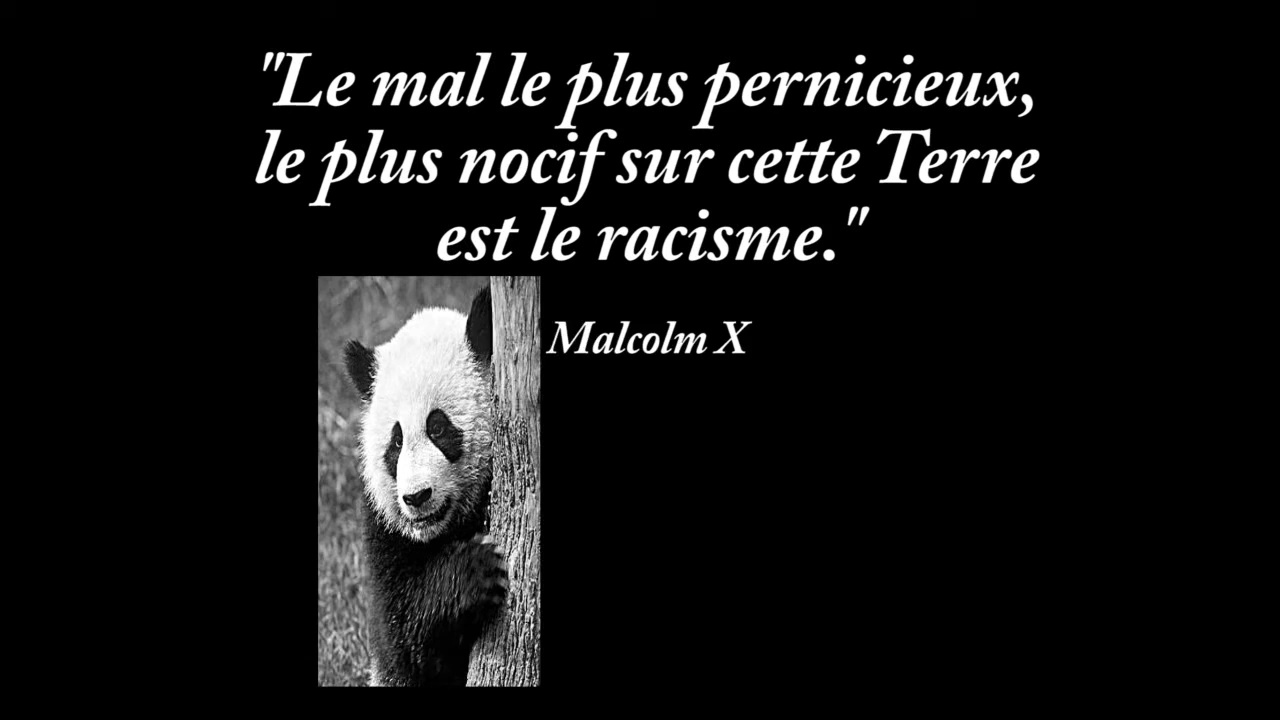 "Le mal le plus pernicieux,
le plus nocif sur cette Terre
est le racisme."
Malcolm X